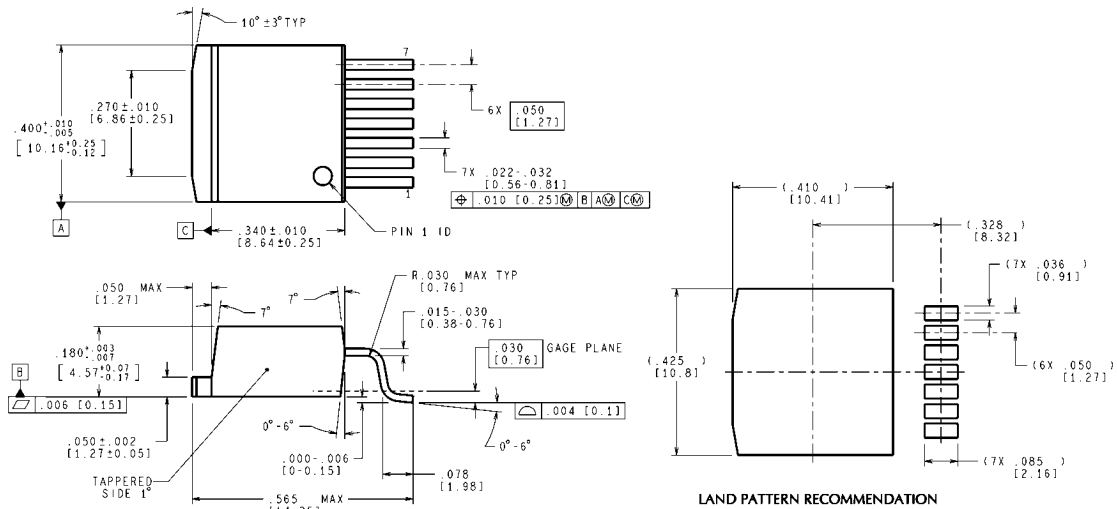 10° ±3° TYP
7
.270±.010
[6.86±0.25]
.400+.010
-.005
[ 10.16+0.25
-0.12 ]
6X .050
[1.27]
7X .022-.032
[0.56-0.81]
⌖ .010 [0.25]Ⓜ B AⓂ CⓂ
1
A
C
.340±.010
[8.64±0.25]
PIN 1 ID
.050 MAX
[1.27]
7°
7°
R.030 MAX TYP
[0.76]
.015-.030
[0.38-0.76]
.030
[0.76]
GAGE PLANE
.180+.003
-.007
[ 4.57+0.07
-0.17 ]
B
⏥ .006 [0.15]
⌓ .004 [0.1]
.050±.002
[1.27±0.05]
0°-6°
0°-6°
.000-.006
[0-0.15]
.078
[1.98]
TAPPERED
SIDE 1°
.565 MAX
(.410 )
[10.41]
(.328 )
[8.32]
(7X .036 )
[0.91]
(.425 )
[10.8]
(6X .050 )
[1.27]
(7X .085 )
[2.16]
LAND PATTERN RECOMMENDATION